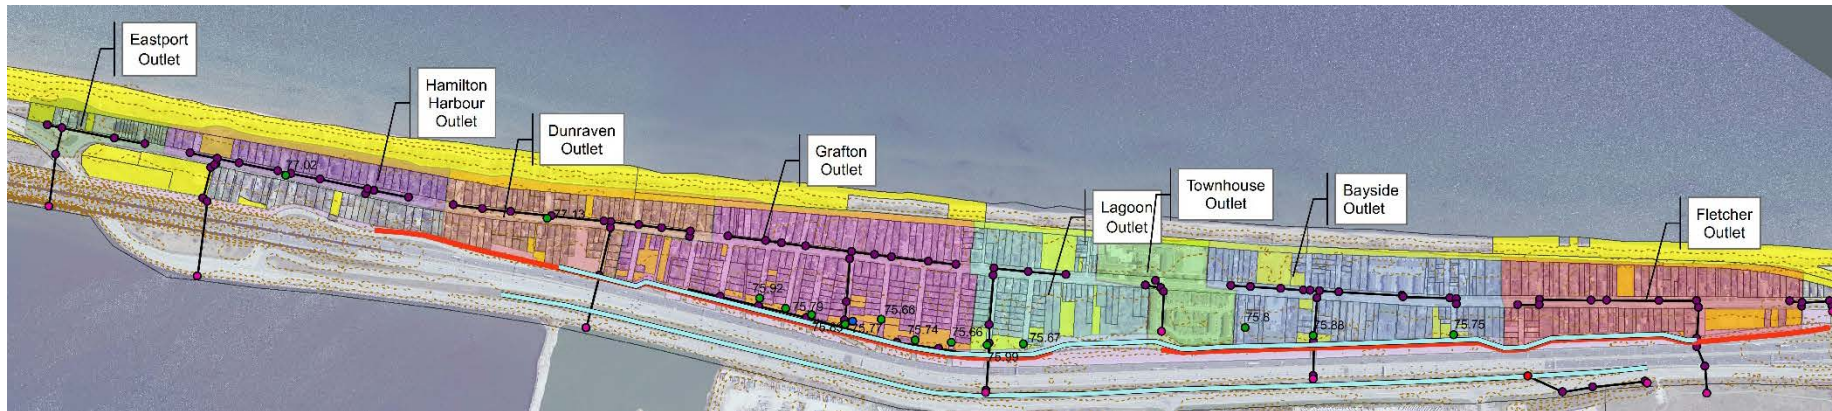 Eastport
Outlet
Hamilton
Harbour
Outlet
Dunraven
Outlet
Grafton
Outlet
Lagoon
Outlet
Townhouse
Outlet
Bayside
Outlet
Fletcher
Outlet
77.02
77.13
75.92
75.79
75.77
75.66
75.74
75.66
75.67
75.99
75.8
75.88
75.75